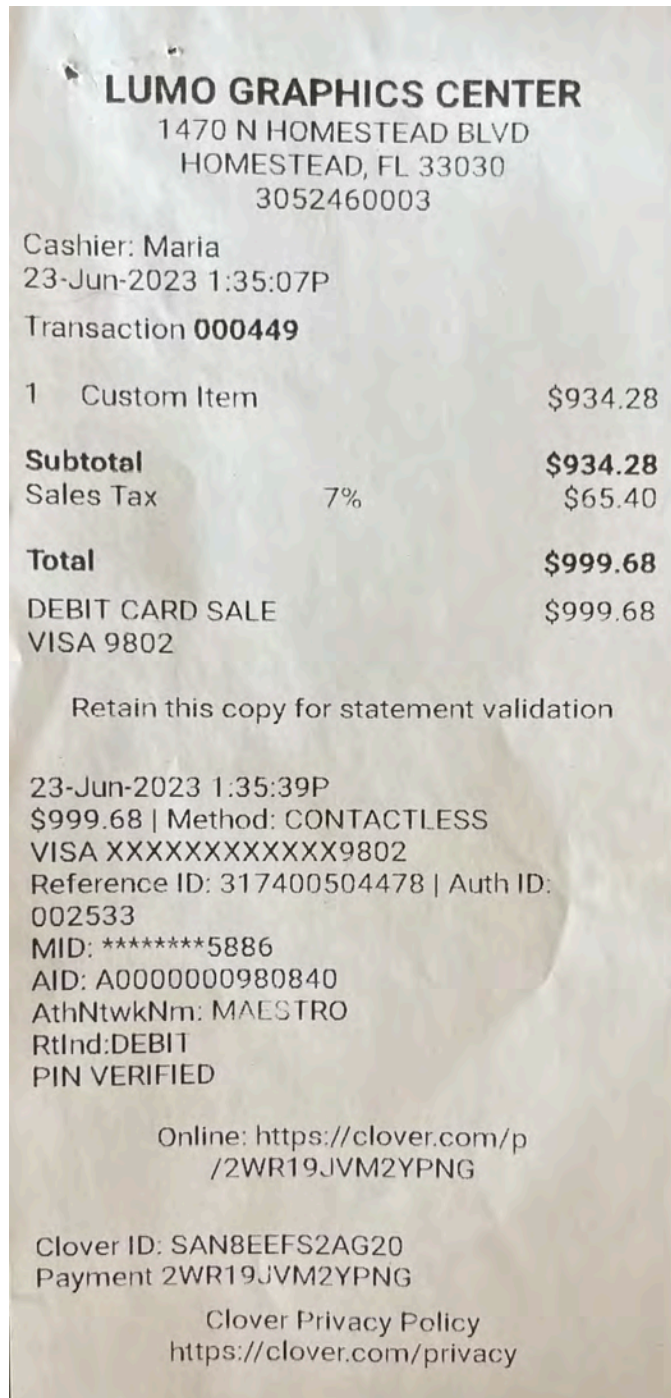 LUMO GRAPHICS CENTER
1470 N HOMESTEAD BLVD
HOMESTEAD, FL 33030
3052460003
Cashier: Maria
23-Jun-2023 1:35:07P
Transaction 000449
1 Custom Item $934.28
Subtotal $934.28
Sales Tax 7% $65.40
Total $999.68
DEBIT CARD SALE $999.68
VISA 9802
Retain this copy for statement validation
23-Jun-2023 1:35:39P
$999.68 | Method: CONTACTLESS
VISA XXXXXXXXXXXX9802
Reference ID: 317400504478 | Auth ID:
002533
MID: ********5886
AID: A0000000980840
AthNtwkNm: MAESTRO
RtInd:DEBIT
PIN VERIFIED
Online: https://clover.com/p
/2WR19JVM2YPNG
Clover ID: SAN8EEFS2AG20
Payment 2WR19JVM2YPNG
Clover Privacy Policy
https://clover.com/privacy